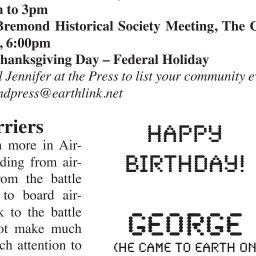 n to 3pm
Bremond Historical Society Meeting, The
, 6:00pm
hanksgiving Day – Federal Holiday
Jennifer at the Press to list your community
ndpress@earthlink.net
rriers
more in Air-
ding from air-
rom the battle
to board air-
k to the battle
ot make much
ch attention to
HAPPY
BIRTHDAY!
GEORGE
(HE CAME TO EARTH ON